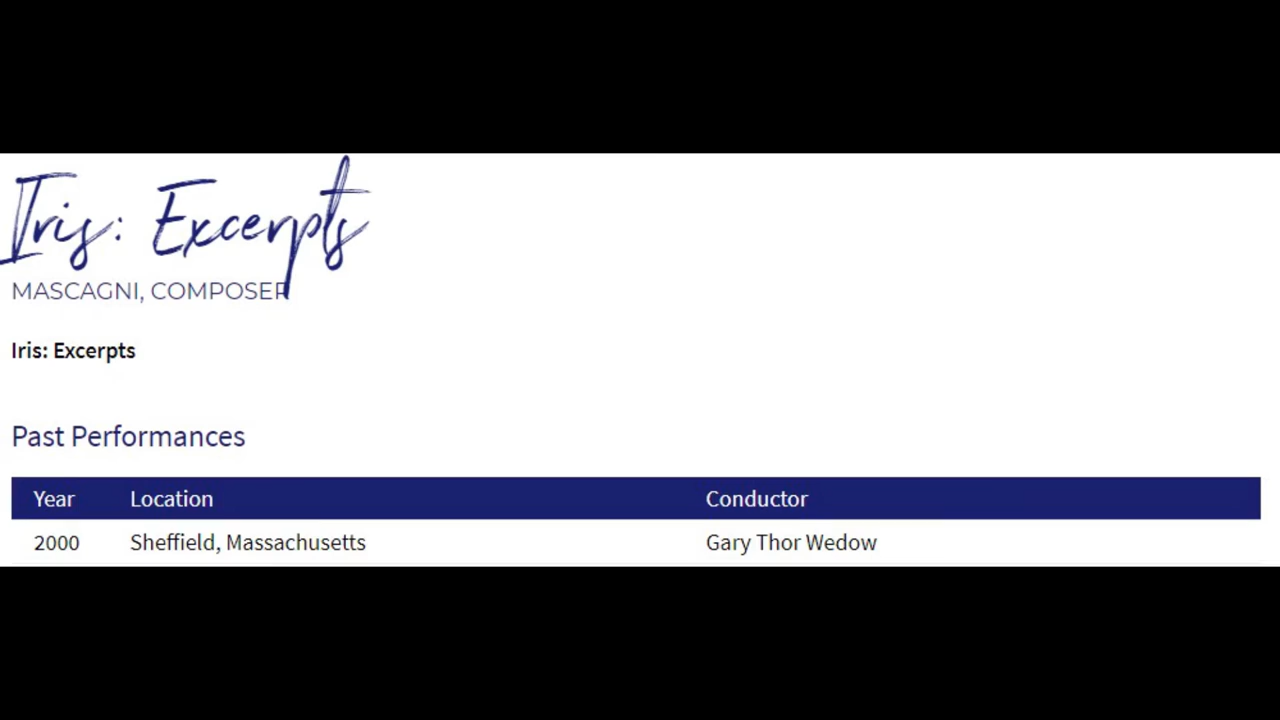 Iris: Excerpts
MASCAGNI, COMPOSER
Iris: Excerpts
Past Performances
Year Location Conductor
2000 Sheffield, Massachusetts Gary Thor Wedow